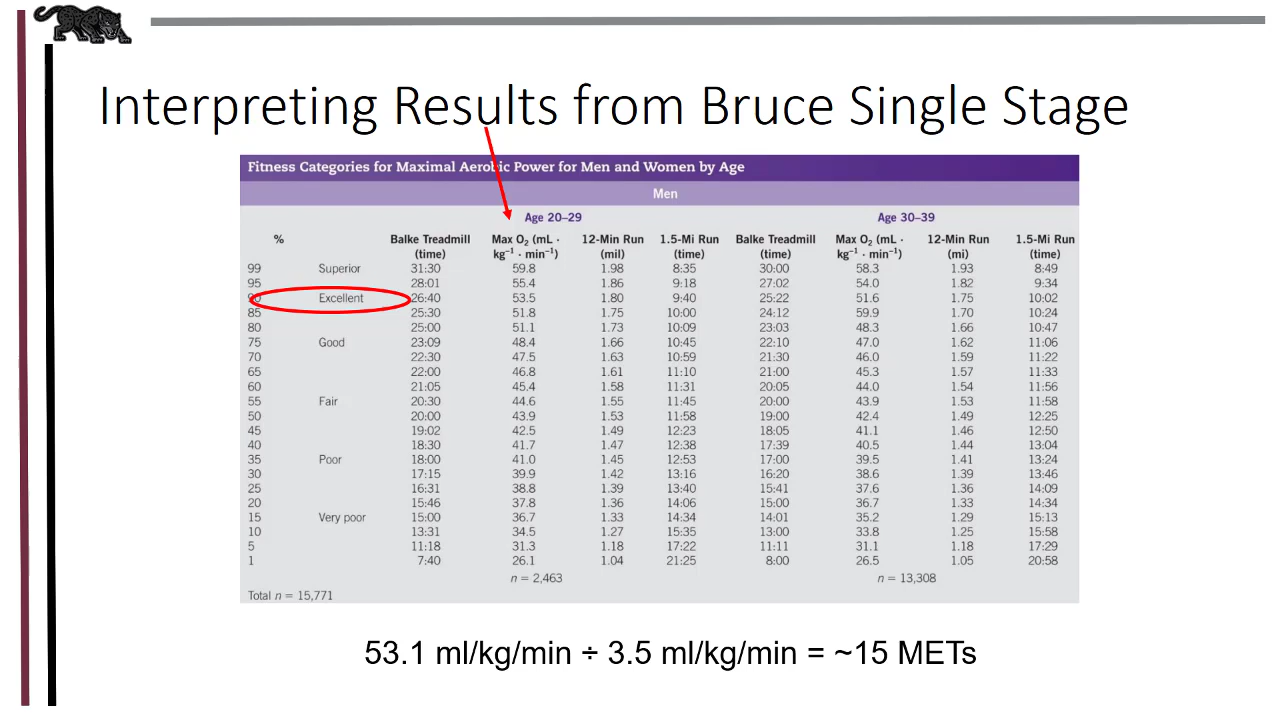 Interpreting Results from Bruce Single Stage
Fitness Categories for Maximal Aerobic Power for Men and Women by Age
Men
Age 20–29 Age 30–39
% Balke Treadmill (time) Max O₂ (mL · kg⁻¹ · min⁻¹) 12-Min Run (mil) 1.5-Mi Run (time) Balke Treadmill (time) Max O₂ (mL · kg⁻¹ · min⁻¹) 12-Min Run (mi) 1.5-Mi Run (time)
99 Superior 31:30 59.8 1.98 8:35 30:00 58.3 1.93 8:49
95 28:01 55.4 1.86 9:18 27:02 54.0 1.82 9:34
90 Excellent 26:40 53.5 1.80 9:40 25:22 51.6 1.75 10:02
85 25:30 51.8 1.75 10:00 24:12 59.9 1.70 10:24
80 25:00 51.1 1.73 10:09 23:03 48.3 1.66 10:47
75 Good 23:09 48.4 1.66 10:45 22:10 47.0 1.62 11:06
70 22:30 47.5 1.63 10:59 21:30 46.0 1.59 11:22
65 22:00 46.8 1.61 11:10 21:00 45.3 1.57 11:33
60 21:05 45.4 1.58 11:31 20:05 44.0 1.54 11:56
55 Fair 20:30 44.6 1.55 11:45 20:00 43.9 1.53 11:58
50 20:00 43.9 1.53 11:58 19:00 42.4 1.49 12:25
45 19:02 42.5 1.49 12:23 18:05 41.1 1.46 12:50
40 18:30 41.7 1.47 12:38 17:39 40.5 1.44 13:04
35 Poor 18:00 41.0 1.45 12:53 17:00 39.5 1.41 13:24
30 17:15 39.9 1.42 13:16 16:20 38.6 1.39 13:46
25 16:31 38.8 1.39 13:40 15:41 37.6 1.36 14:09
20 15:46 37.8 1.36 14:06 15:00 36.7 1.33 14:34
15 Very poor 15:00 36.7 1.33 14:34 14:01 35.2 1.29 15:13
10 13:31 34.5 1.27 15:35 13:00 33.8 1.25 15:58
5 11:18 31.3 1.18 17:22 11:11 31.1 1.18 17:29
1 7:40 26.1 1.04 21:25 8:00 26.5 1.05 20:58
n = 2,463 n = 13,308
Total n = 15,771
53.1 ml/kg/min ÷ 3.5 ml/kg/min = ~15 METs